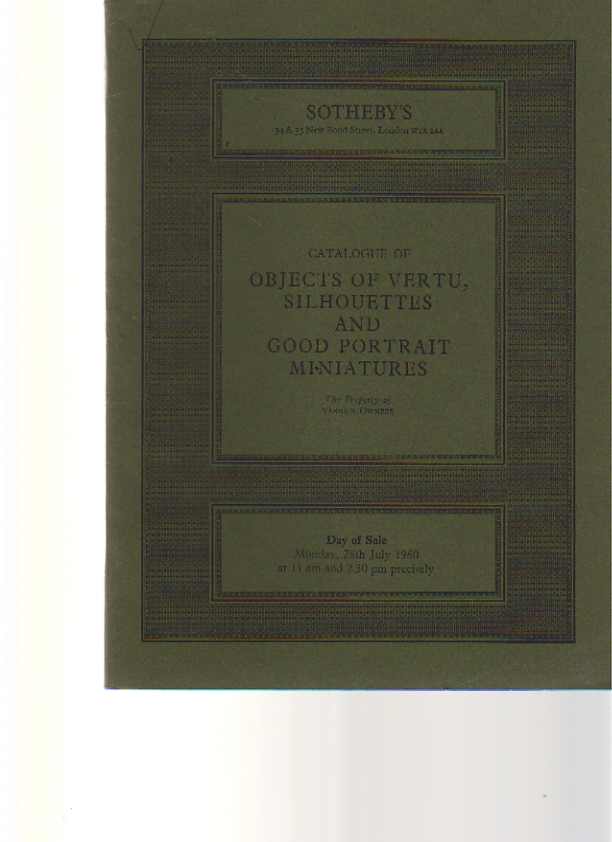 SOTHEBY'S
34 & 35 New Bond Street, London W1A 2AA
CATALOGUE OF
OBJECTS OF VERTU,
SILHOUETTES
AND
GOOD PORTRAIT
MINIATURES
The Property of
VARIOUS OWNERS
Day of Sale
Monday, 28th July 1980
at 11 am and 2.30 pm precisely